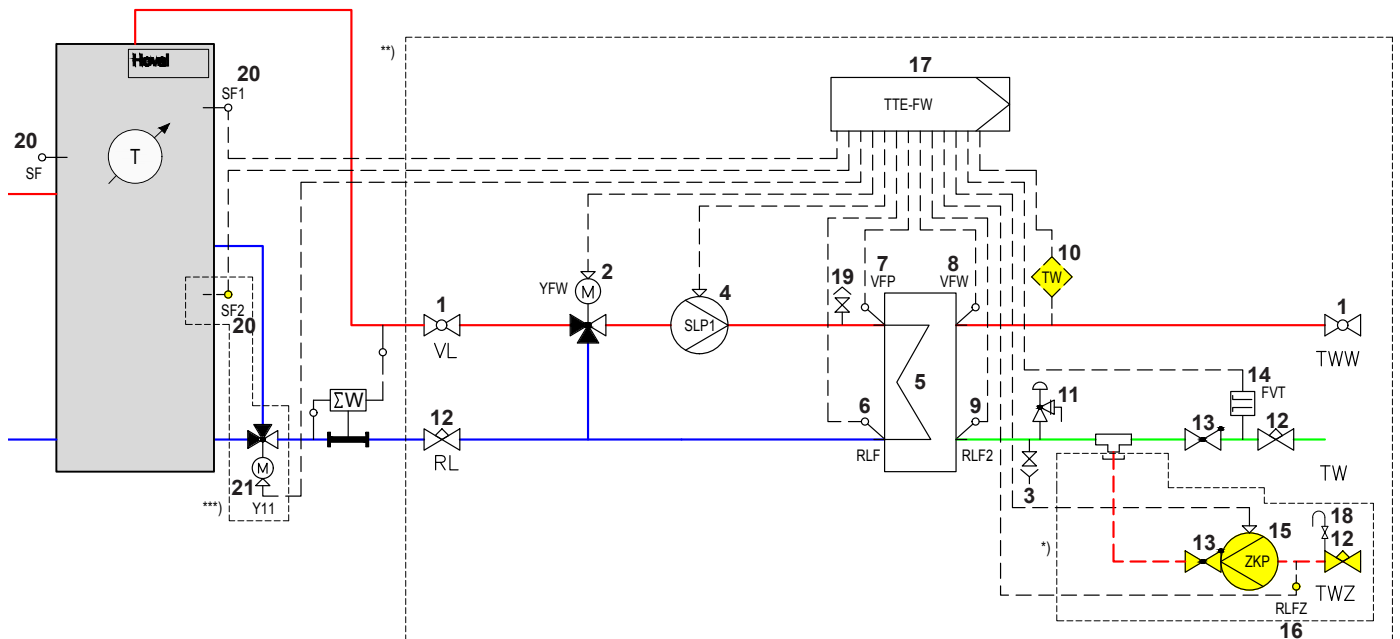 Hoval
**)
20
SF1
17
TTE-FW
20
SF
T
2
M
YFW
4
SLP1
19
7
VFP
8
VFW
10
TW
1
VL
1
TWW
SF2
20
ΣW
5
6
RLF
9
RLF2
11
14
FVT
12
RL
13
12
TW
3
M
21
Y11
***)
*)
13
15
ZKP
18
12
TWZ
RLFZ
16